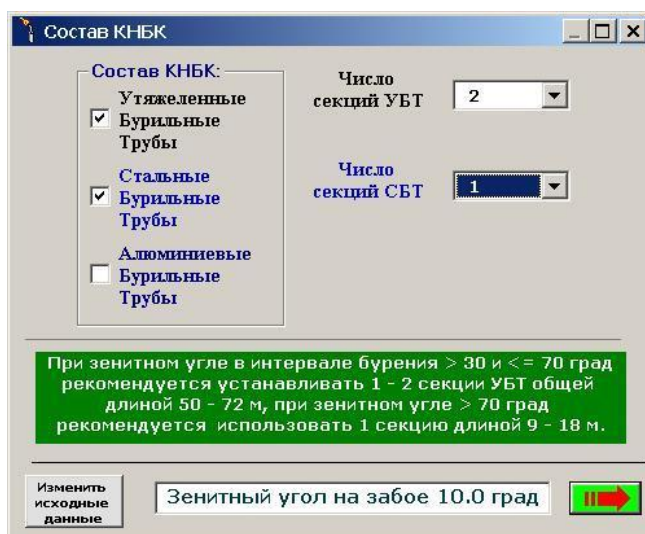 Состав КНБК
Состав КНБК:
Утяжеленные
Бурильные
Трубы
Стальные
Бурильные
Трубы
Алюминиевые
Бурильные
Трубы
Число
секций УБТ
2
Число
секций СБТ
1
При зенитном угле в интервале бурения > 30 и <= 70 град
рекомендуется устанавливать 1 - 2 секции УБТ общей
длиной 50 - 72 м, при зенитном угле > 70 град
рекомендуется использовать 1 секцию длиной 9 - 18 м.
Изменить
исходные
данные
Зенитный угол на забое 10.0 град